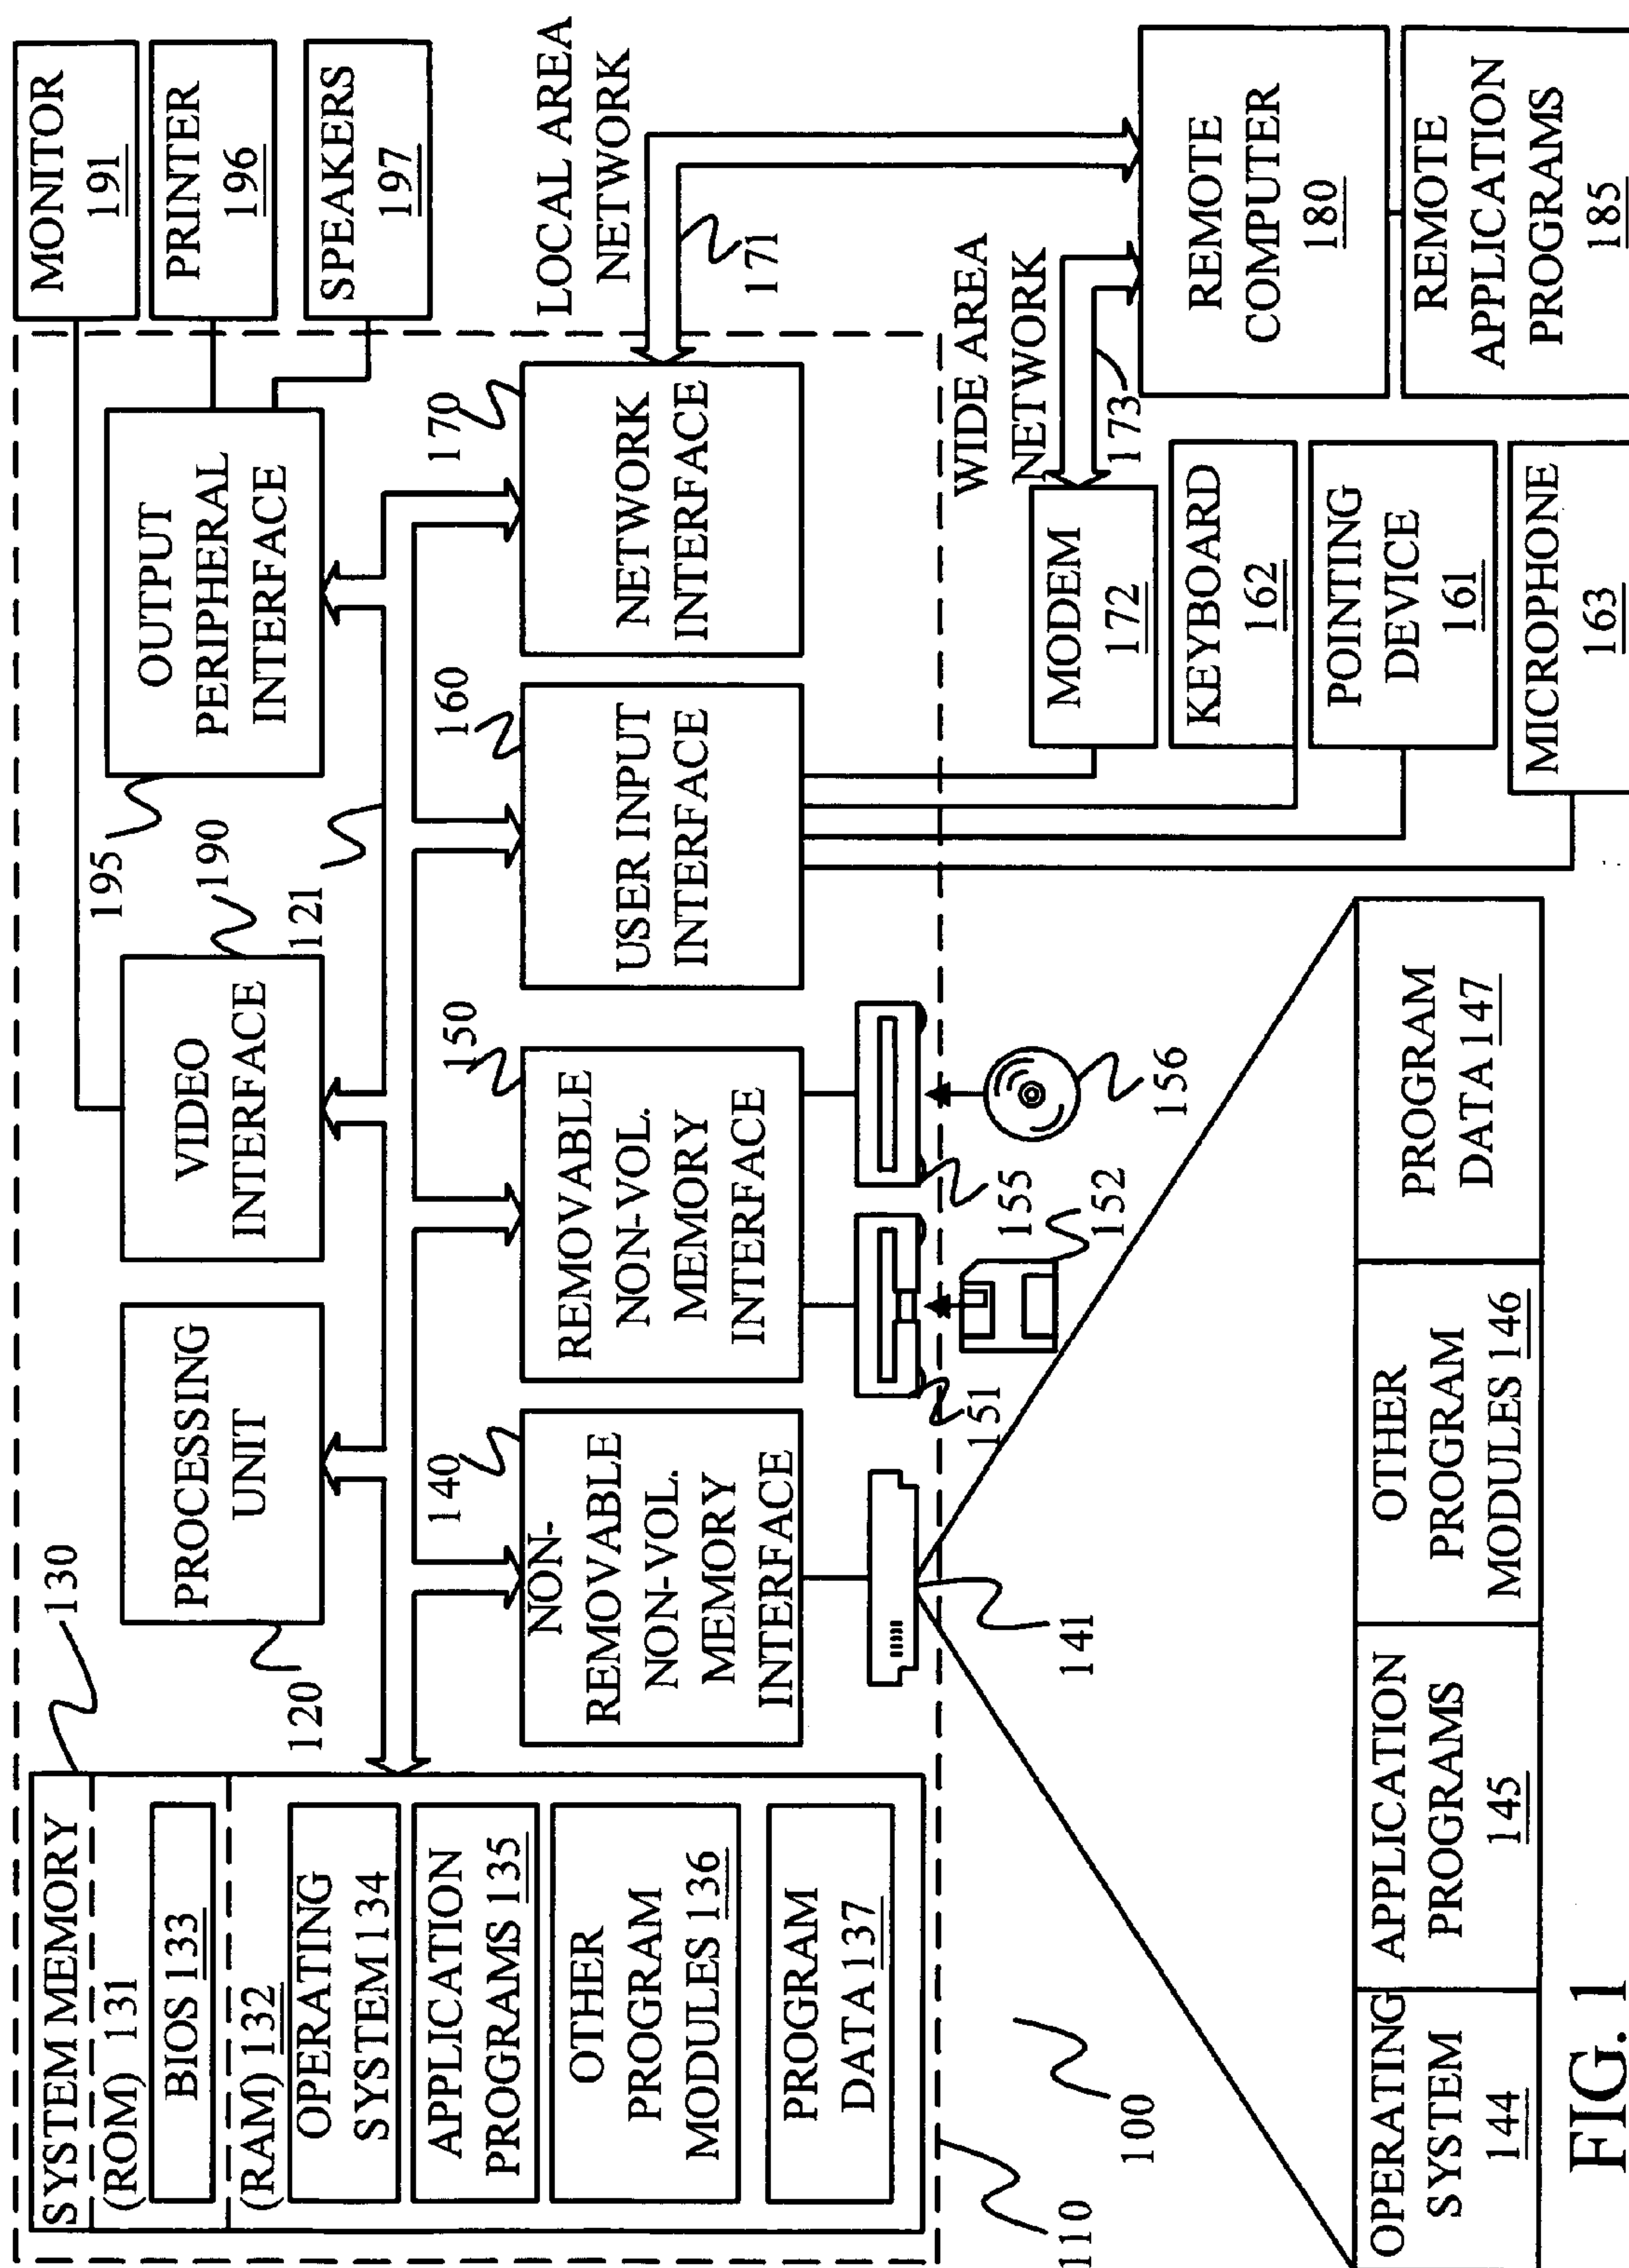 SYSTEM MEMORY
(ROM) 131
BIOS 133
(RAM) 132
OPERATING
SYSTEM 134
APPLICATION
PROGRAMS 135
OTHER
PROGRAM
MODULES 136
PROGRAM
DATA 137
130
120
PROCESSING
UNIT
VIDEO
INTERFACE
190
121
195
OUTPUT
PERIPHERAL
INTERFACE
MONITOR
191
PRINTER
196
SPEAKERS
197
140
NON-
REMOVABLE
NON-VOL.
MEMORY
INTERFACE
150
REMOVABLE
NON-VOL.
MEMORY
INTERFACE
160
USER INPUT
INTERFACE
170
NETWORK
INTERFACE
LOCAL AREA
NETWORK
171
WIDE AREA
NETWORK
173
141
151
155
152
156
MODEM
172
KEYBOARD
162
POINTING
DEVICE
161
MICROPHONE
163
REMOTE
COMPUTER
180
REMOTE
APPLICATION
PROGRAMS
185
110
100
OPERATING
SYSTEM
144
APPLICATION
PROGRAMS
145
OTHER
PROGRAM
MODULES 146
PROGRAM
DATA 147
FIG. 1